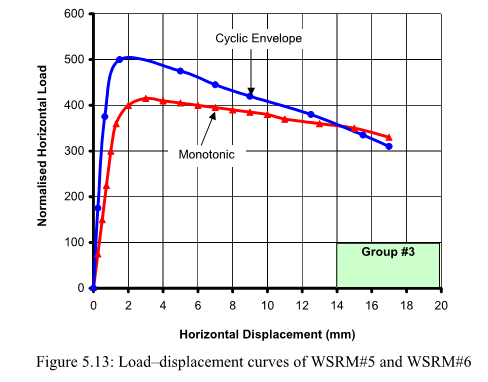 600
500
400
300
200
100
0
Normalised Horizontal Load
Cyclic Envelope
Monotonic
Group #3
0 2 4 6 8 10 12 14 16 18 20
Horizontal Displacement (mm)
Figure 5.13: Load–displacement curves of WSRM#5 and WSRM#6